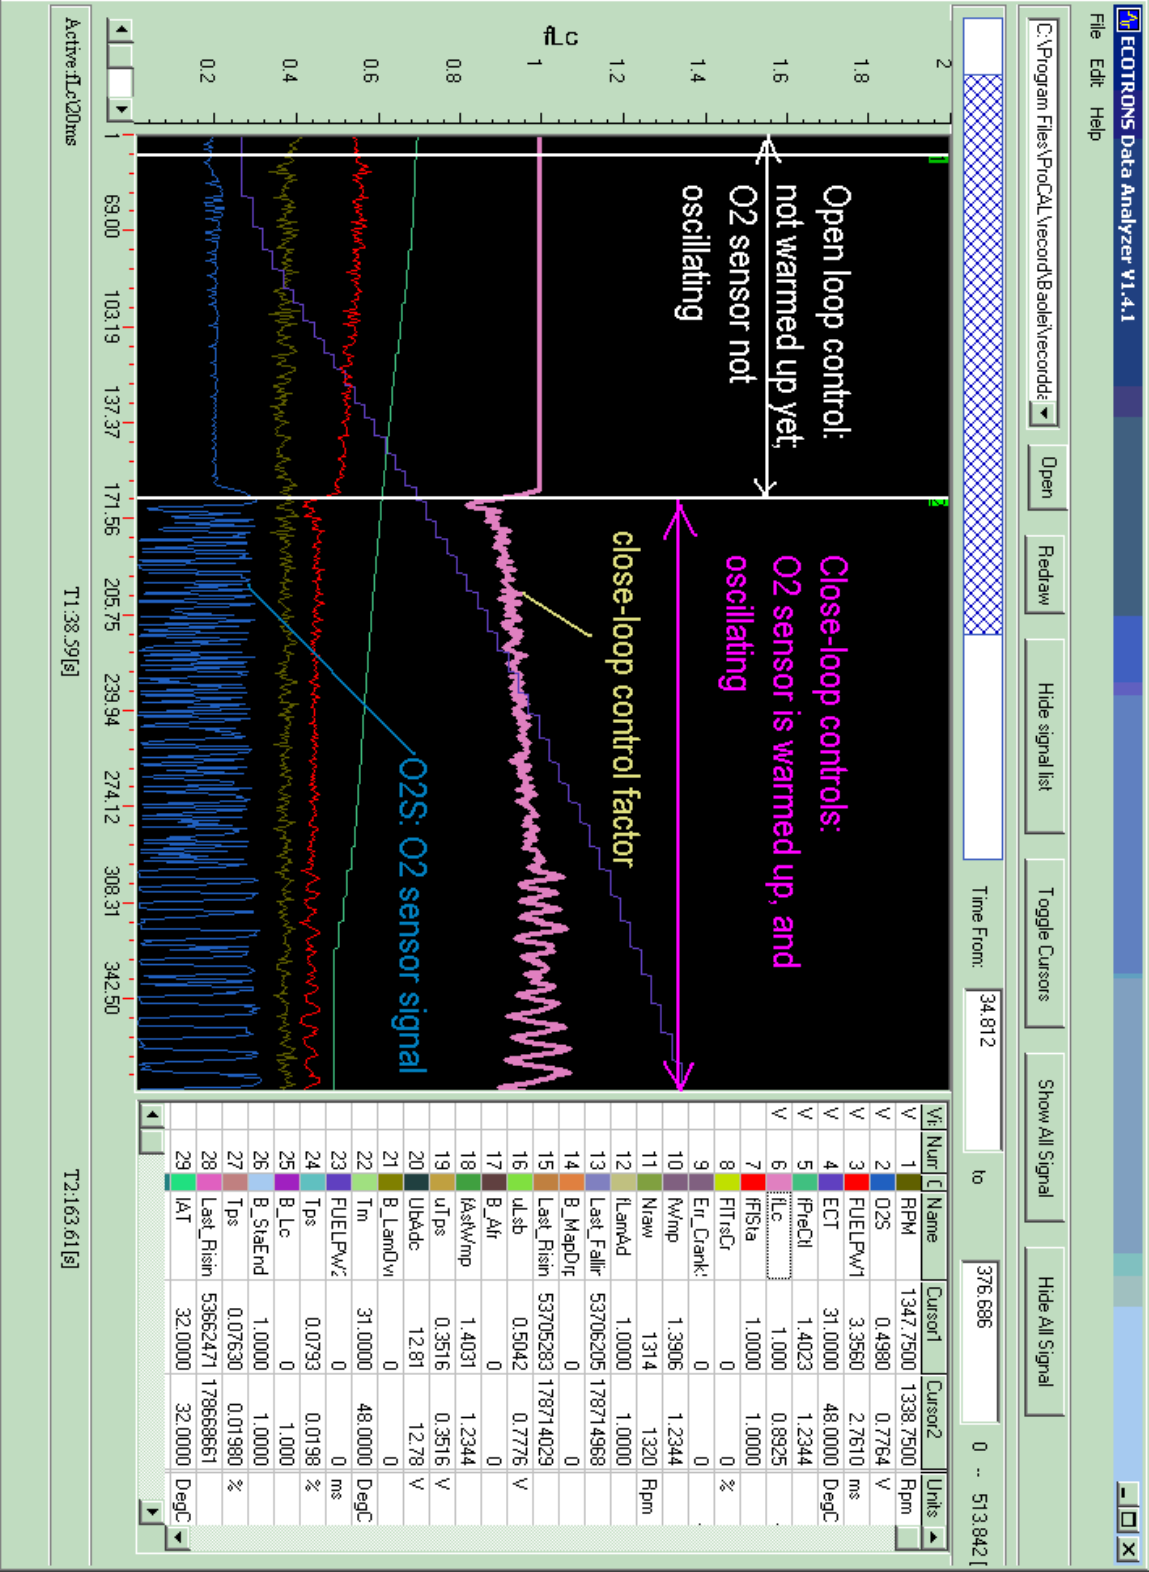 ECOTRONS Data Analyzer V1.4.1
File Edit Help
C:\Program Files\ProCAL\record\Baolei\recordda
Open
Redraw
Hide signal list
Toggle Cursors
Show All Signal
Hide All Signal
Time From: 34.812 to 376.686 0 -- 513.842 [
fLc
2
1.8
1.6
1.4
1.2
1
0.8
0.6
0.4
0.2
1
2
Open loop control:
not warmed up yet;
O2 sensor not
oscillating
Close-loop controls:
O2 sensor is warmed up, and
oscillating
close-loop control factor
O2S: O2 sensor signal
1 69.00 103.19 137.37 171.56 205.75 239.94 274.12 308.31 342.50
Vi: Num C Name Cursor1 Cursor2 Units
V 1 RPM 1347.7500 1338.7500 Rpm
V 2 O2S 0.4980 0.7764 V
V 3 FUELPW1 3.3560 2.7610 ms
V 4 ECT 31.0000 48.0000 DegC
V 5 fPreCtl 1.4023 1.2344
V 6 fLc 1.000 0.8925
7 fFlSta 1.0000 1.0000
8 FlTrsCr 0 0 %
9 Err_Crank! 0 0
10 fWmp 1.3906 1.2344
11 Nraw 1314 1320 Rpm
12 fLamAd 1.0000 1.0000
13 Last_Fallir 53706205 178714968
14 B_MapDrp 0 0
15 Last_Risin 53705283 178714029
16 uLsb 0.5042 0.7776 V
17 B_Afr 0 0
18 fAstWmp 1.4031 1.2344
19 uTps 0.3516 0.3516 V
20 UbAdc 12.81 12.78 V
21 B_LamOvi 0 0
22 Tm 31.0000 48.0000 DegC
23 FUELPW2 0 0 ms
24 Tps 0.0793 0.0198 %
25 B_Lc 0 1.000
26 B_StaEnd 1.0000 1.0000
27 Tps 0.07630 0.01980 %
28 Last_Risin 53662471 178668661
29 IAT 32.0000 32.0000 DegC
Active:fLc\20ms T1:38.59[s] T2:163.61[s]